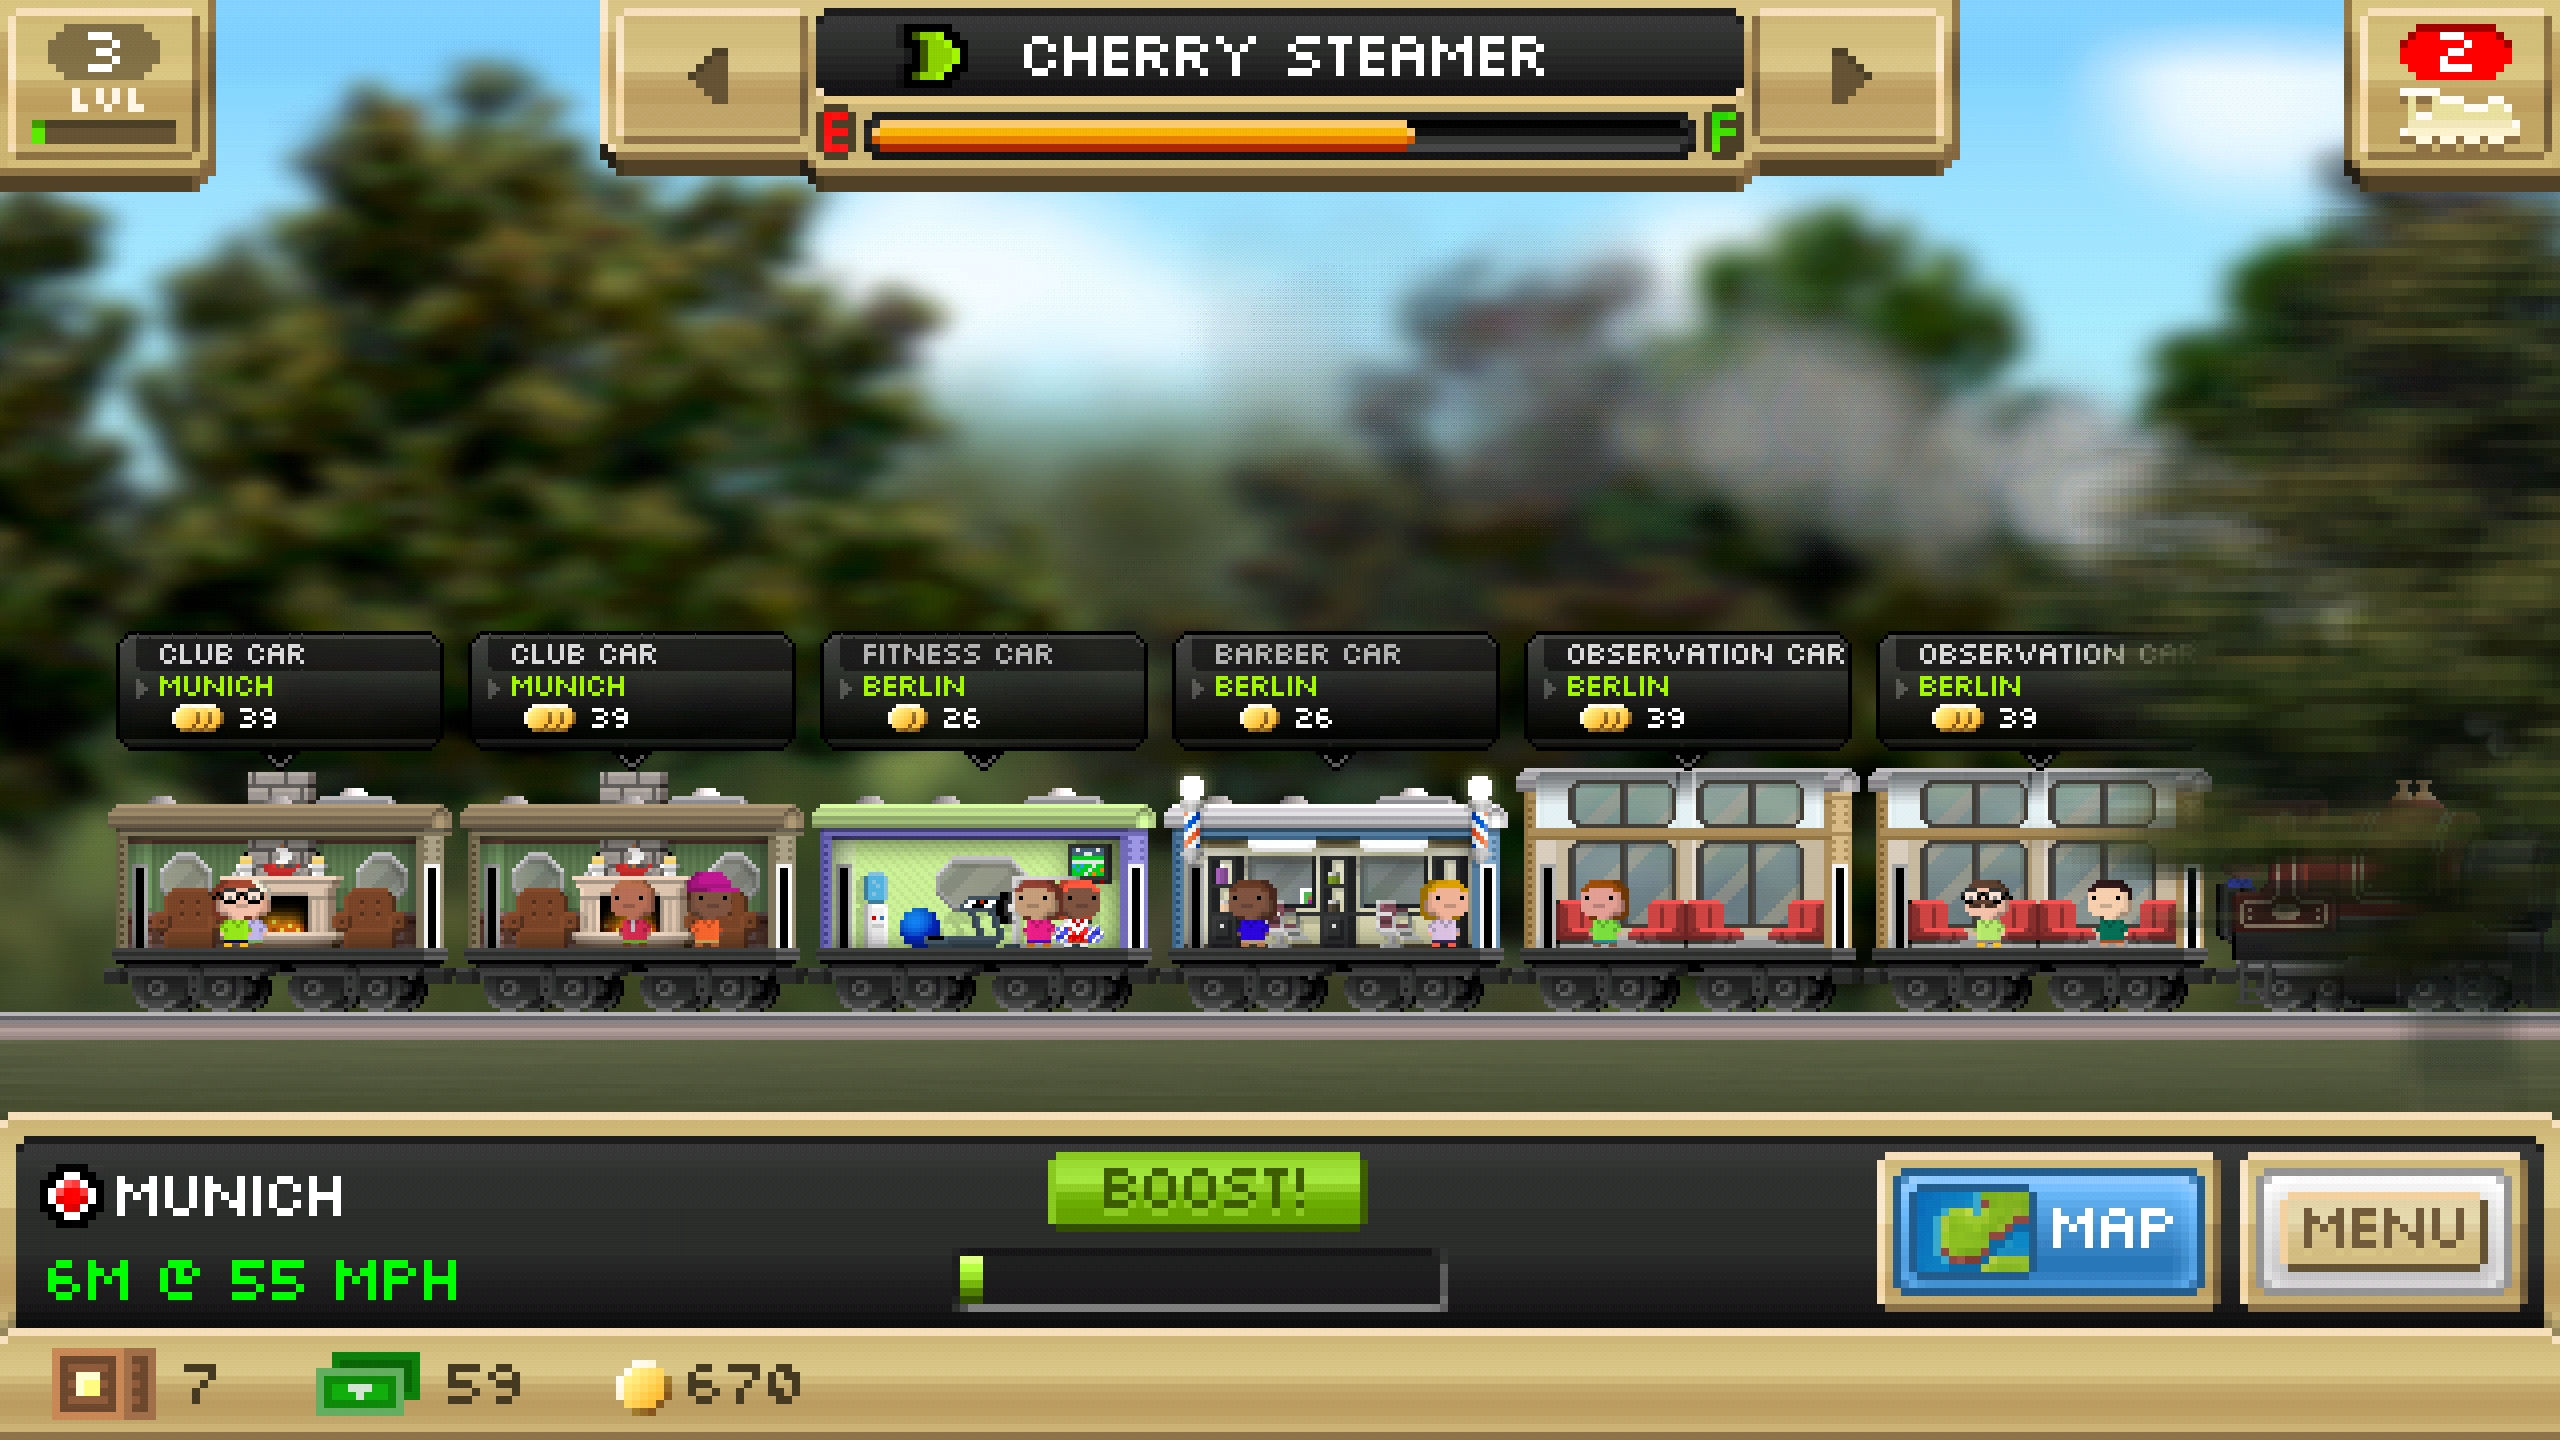 3
LVL
CHERRY STEAMER
E F
2
CLUB CAR
MUNICH
39
CLUB CAR
MUNICH
39
FITNESS CAR
BERLIN
26
BARBER CAR
BERLIN
26
OBSERVATION CAR
BERLIN
39
OBSERVATION CAR
BERLIN
39
MUNICH
6M @ 55 MPH
BOOST!
MAP
MENU
7 59 670